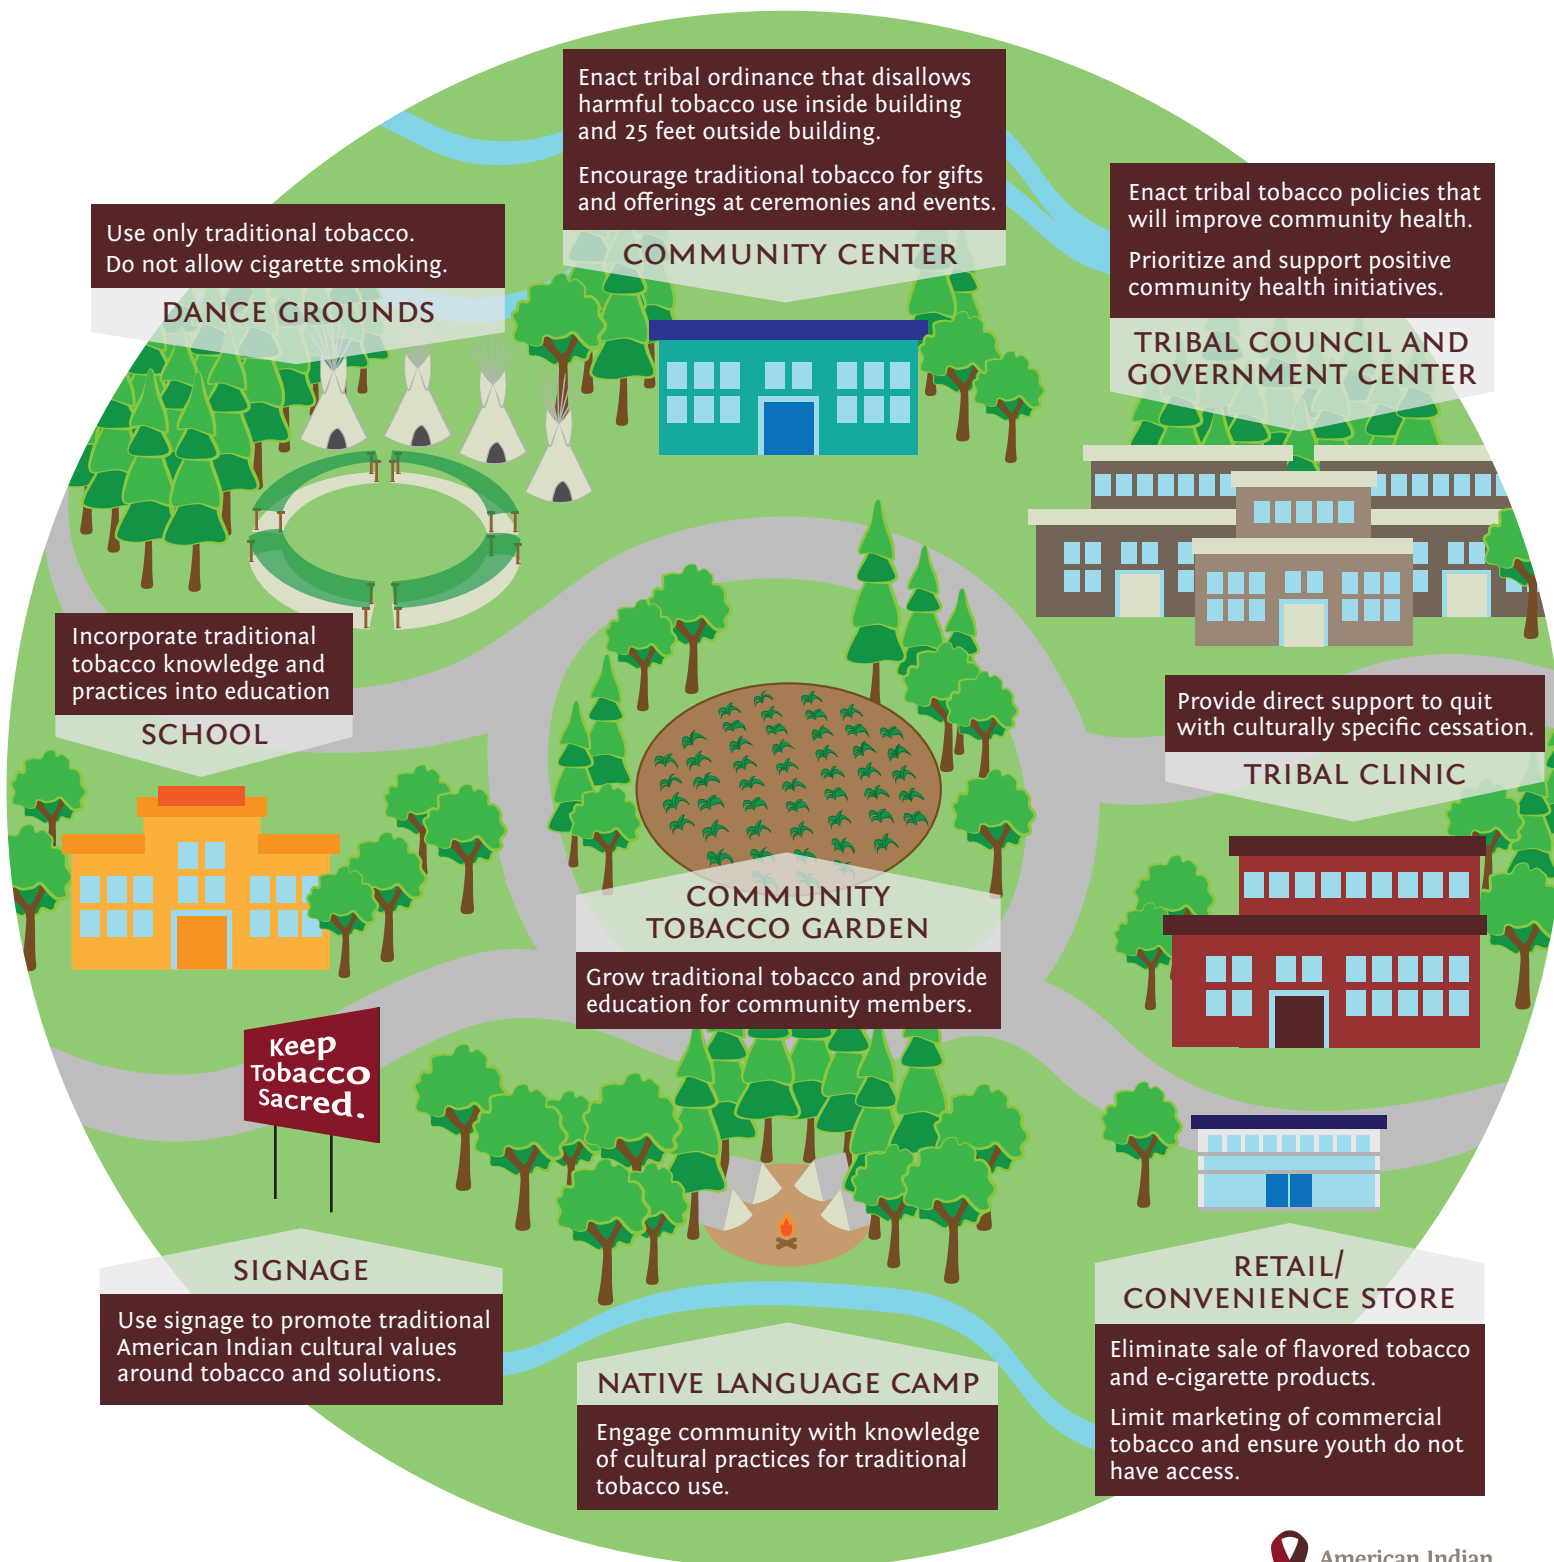 Enact tribal ordinance that disallows
harmful tobacco use inside building
and 25 feet outside building.
Encourage traditional tobacco for gifts
and offerings at ceremonies and events.
COMMUNITY CENTER
Use only traditional tobacco.
Do not allow cigarette smoking.
DANCE GROUNDS
Enact tribal tobacco policies that
will improve community health.
Prioritize and support positive
community health initiatives.
TRIBAL COUNCIL AND
GOVERNMENT CENTER
Incorporate traditional
tobacco knowledge and
practices into education
SCHOOL
Provide direct support to quit
with culturally specific cessation.
TRIBAL CLINIC
COMMUNITY
TOBACCO GARDEN
Grow traditional tobacco and provide
education for community members.
Keep
Tobacco
Sacred.
SIGNAGE
Use signage to promote traditional
American Indian cultural values
around tobacco and solutions.
NATIVE LANGUAGE CAMP
Engage community with knowledge
of cultural practices for traditional
tobacco use.
RETAIL/
CONVENIENCE STORE
Eliminate sale of flavored tobacco
and e-cigarette products.
Limit marketing of commercial
tobacco and ensure youth do not
have access.
American Indian